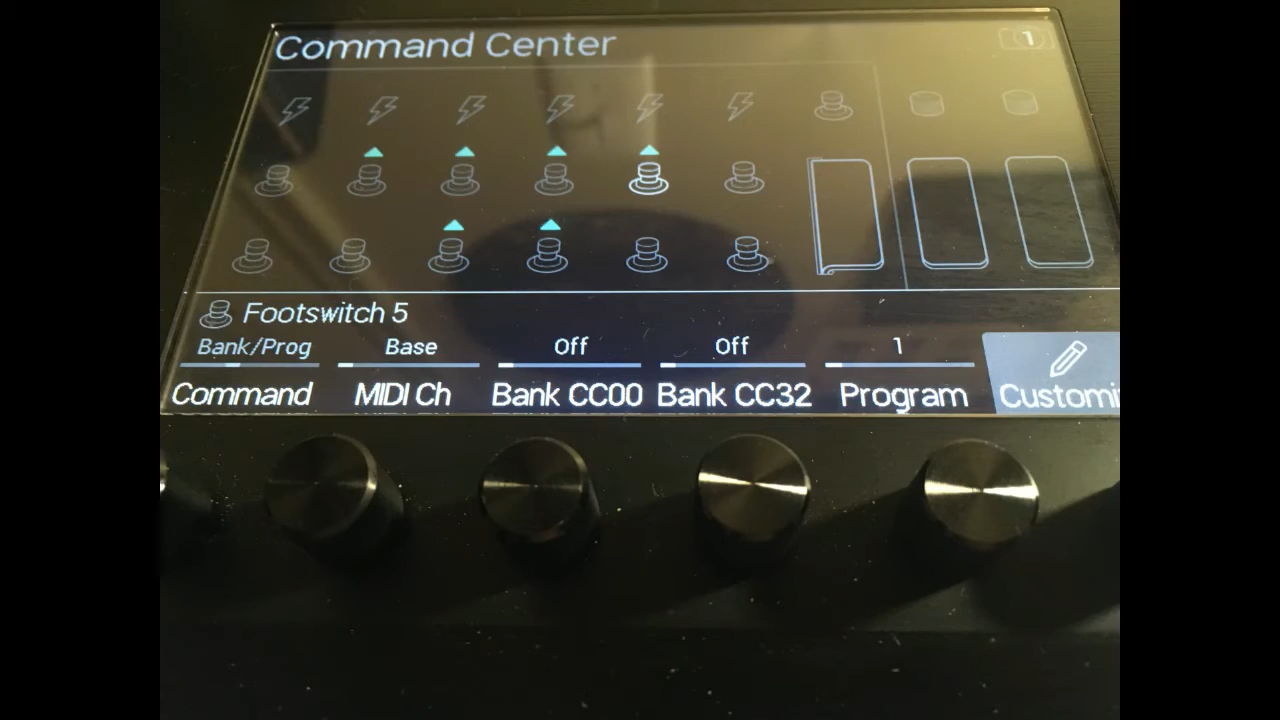 Command Center
1
Footswitch 5
Bank/Prog Base Off Off 1
Command MIDI Ch Bank CC00 Bank CC32 Program Customi